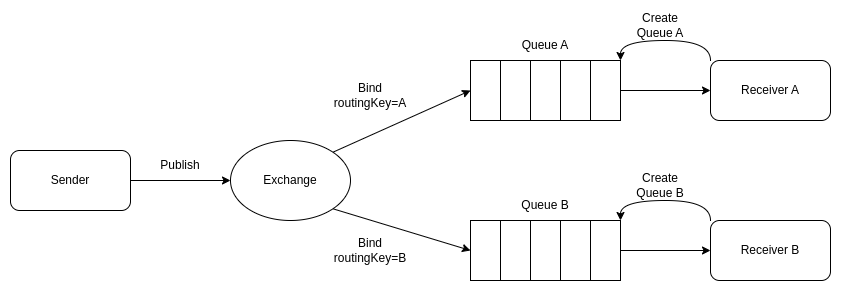 Create
Queue A
Queue A
Bind
routingKey=A
Receiver A
Publish
Sender
Exchange
Create
Queue B
Queue B
Bind
routingKey=B
Receiver B